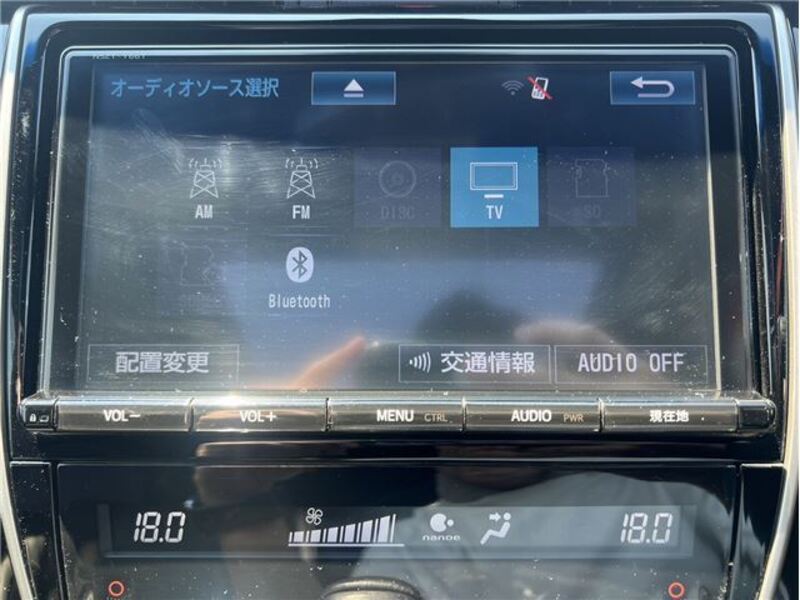 オーディオソース選択
AM FM DISC TV SD
Bluetooth
配置変更 交通情報 AUDIO OFF
VOL− VOL+ MENU CTRL AUDIO PWR 現在地
18.0 nanoe 18.0